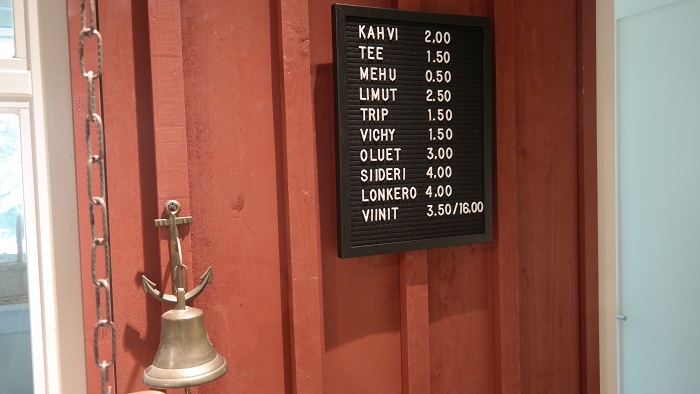 KAHVI 2.00
TEE 1.50
MEHU 0.50
LIMUT 2.50
TRIP 1.50
VICHY 1.50
OLUET 3.00
SIIDERI 4.00
LONKERO 4.00
VIINIT 3.50/16.00